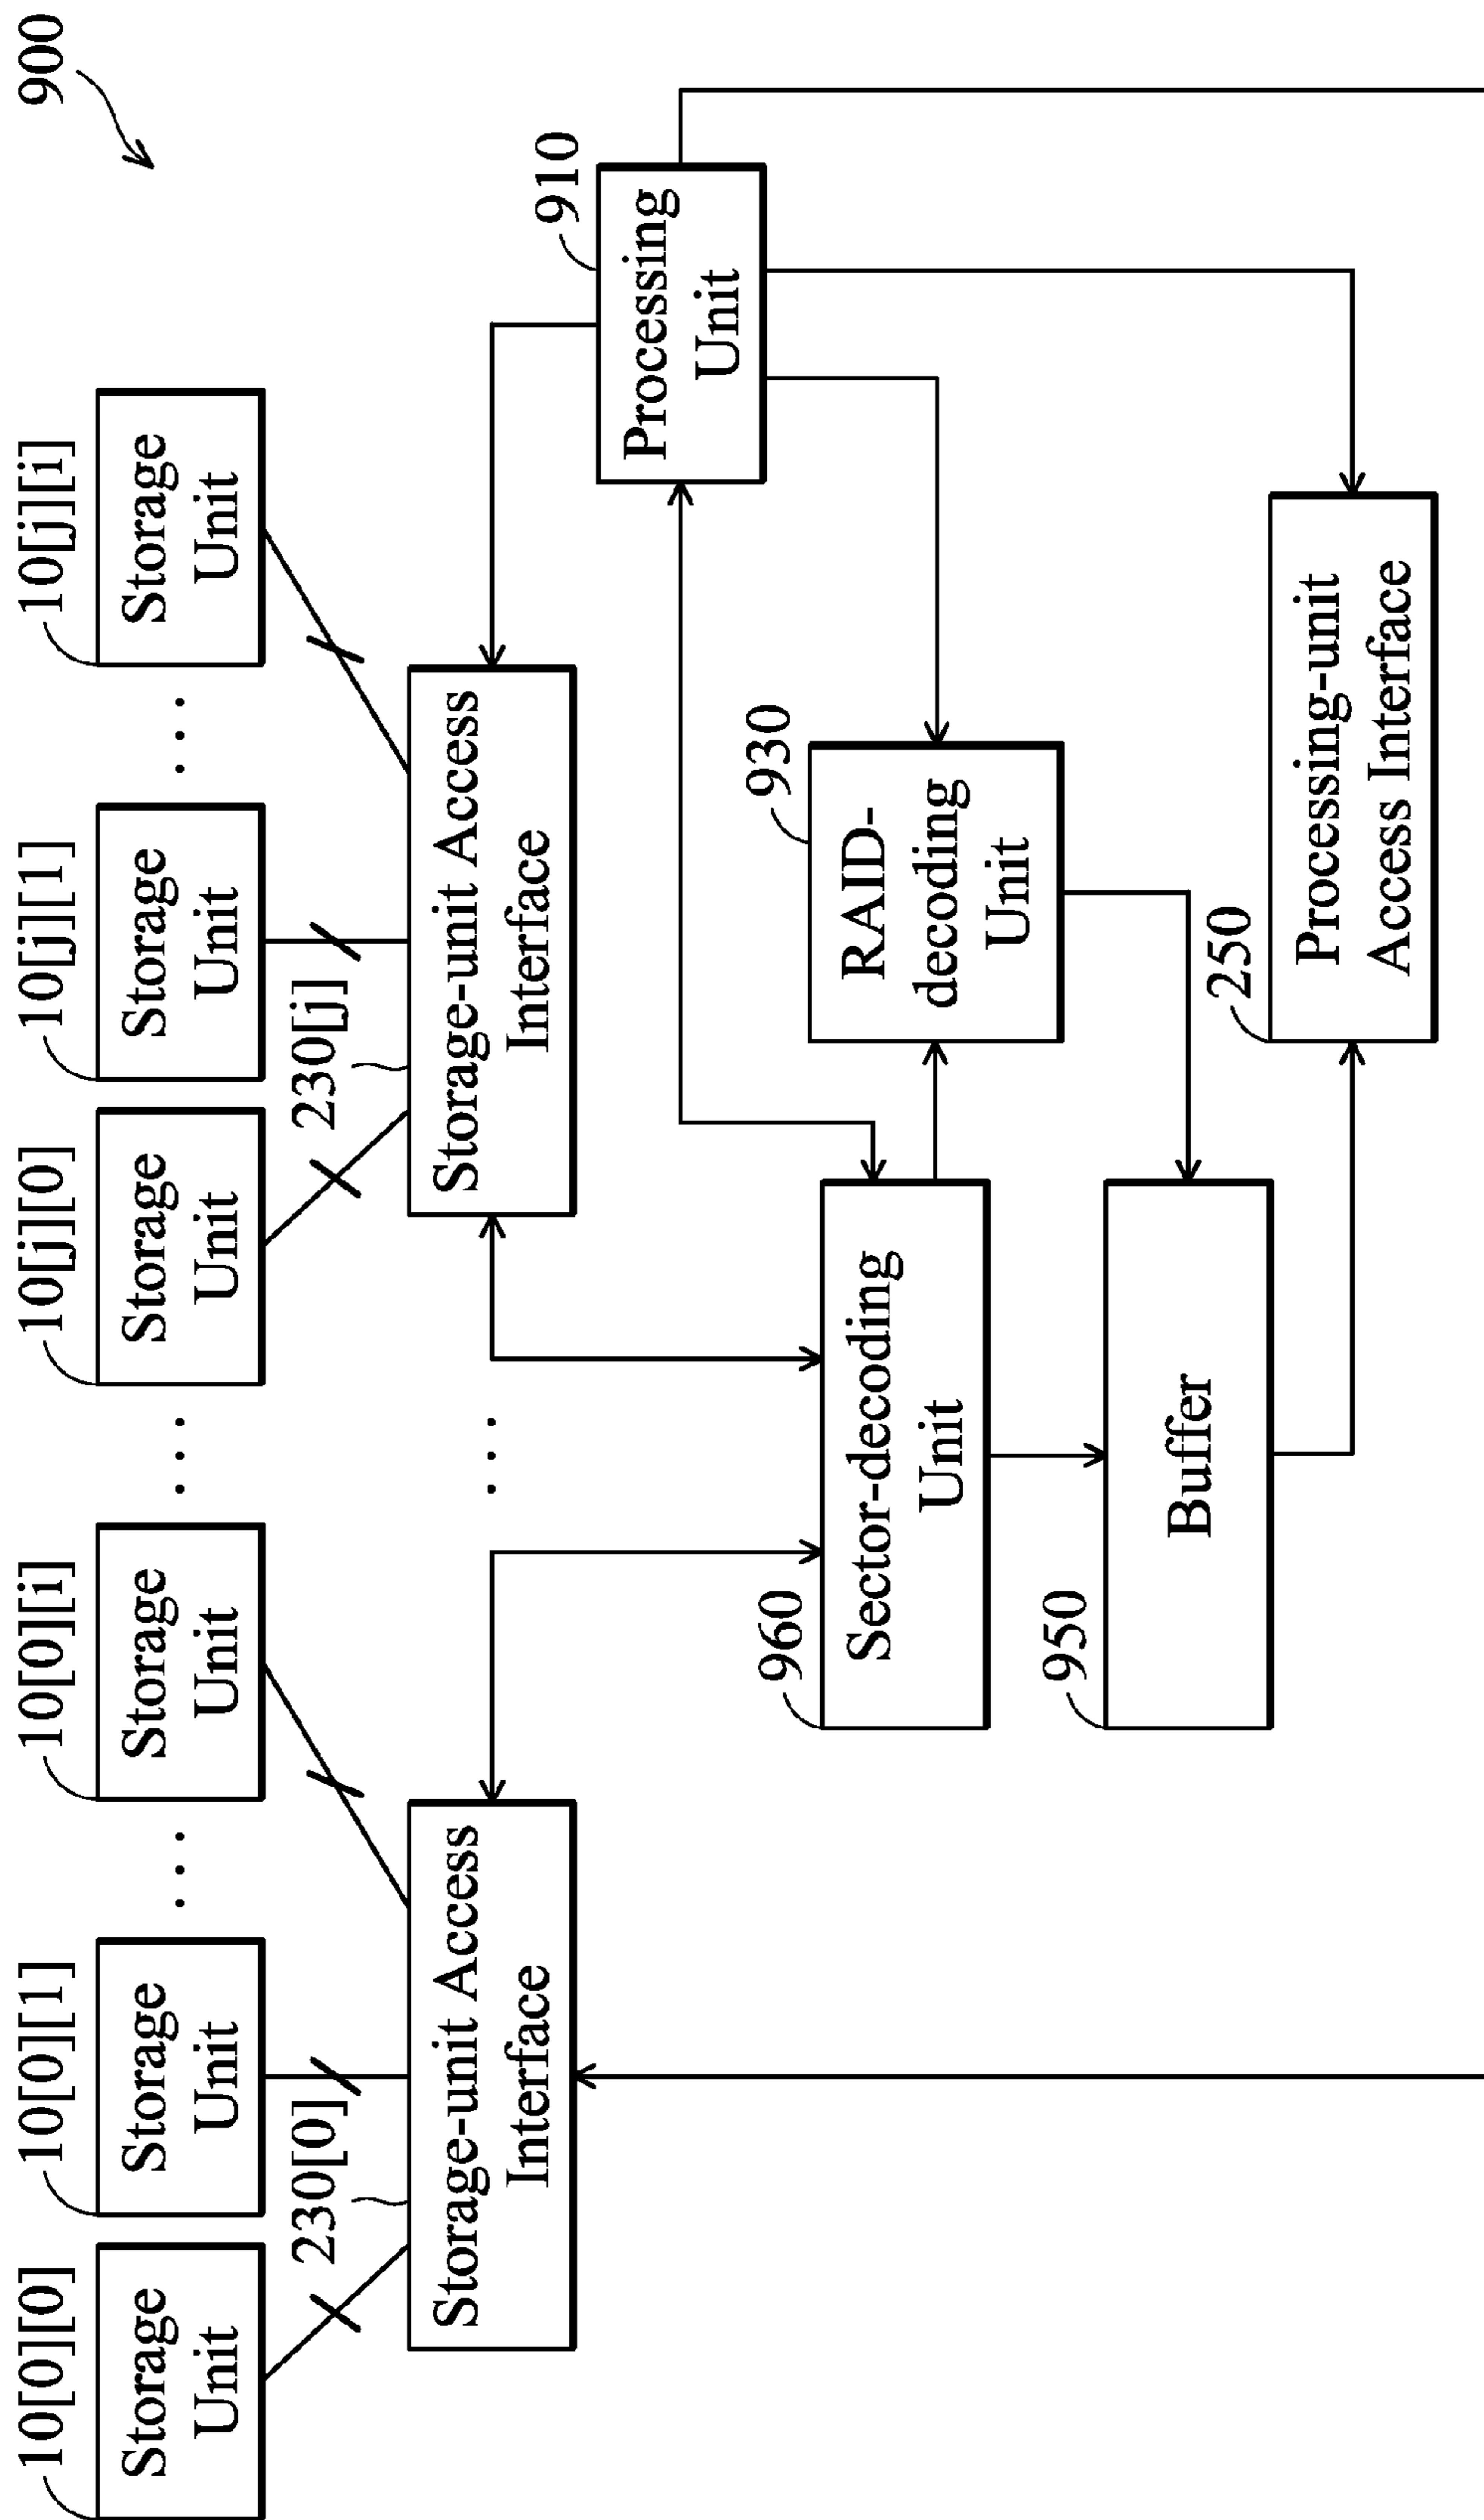 900
10[0][0]
10[0][1]
10[0][i]
10[j][0]
10[j][1]
10[j][i]
Storage
Unit
Storage
Unit
. . .
Storage
Unit
. . .
Storage
Unit
Storage
Unit
. . .
Storage
Unit
230[0]
230[j]
Storage-unit Access
Interface
. . .
Storage-unit Access
Interface
910
Processing
Unit
960
Sector-decoding
Unit
930
RAID-
decoding
Unit
950
Buffer
250
Processing-unit
Access Interface